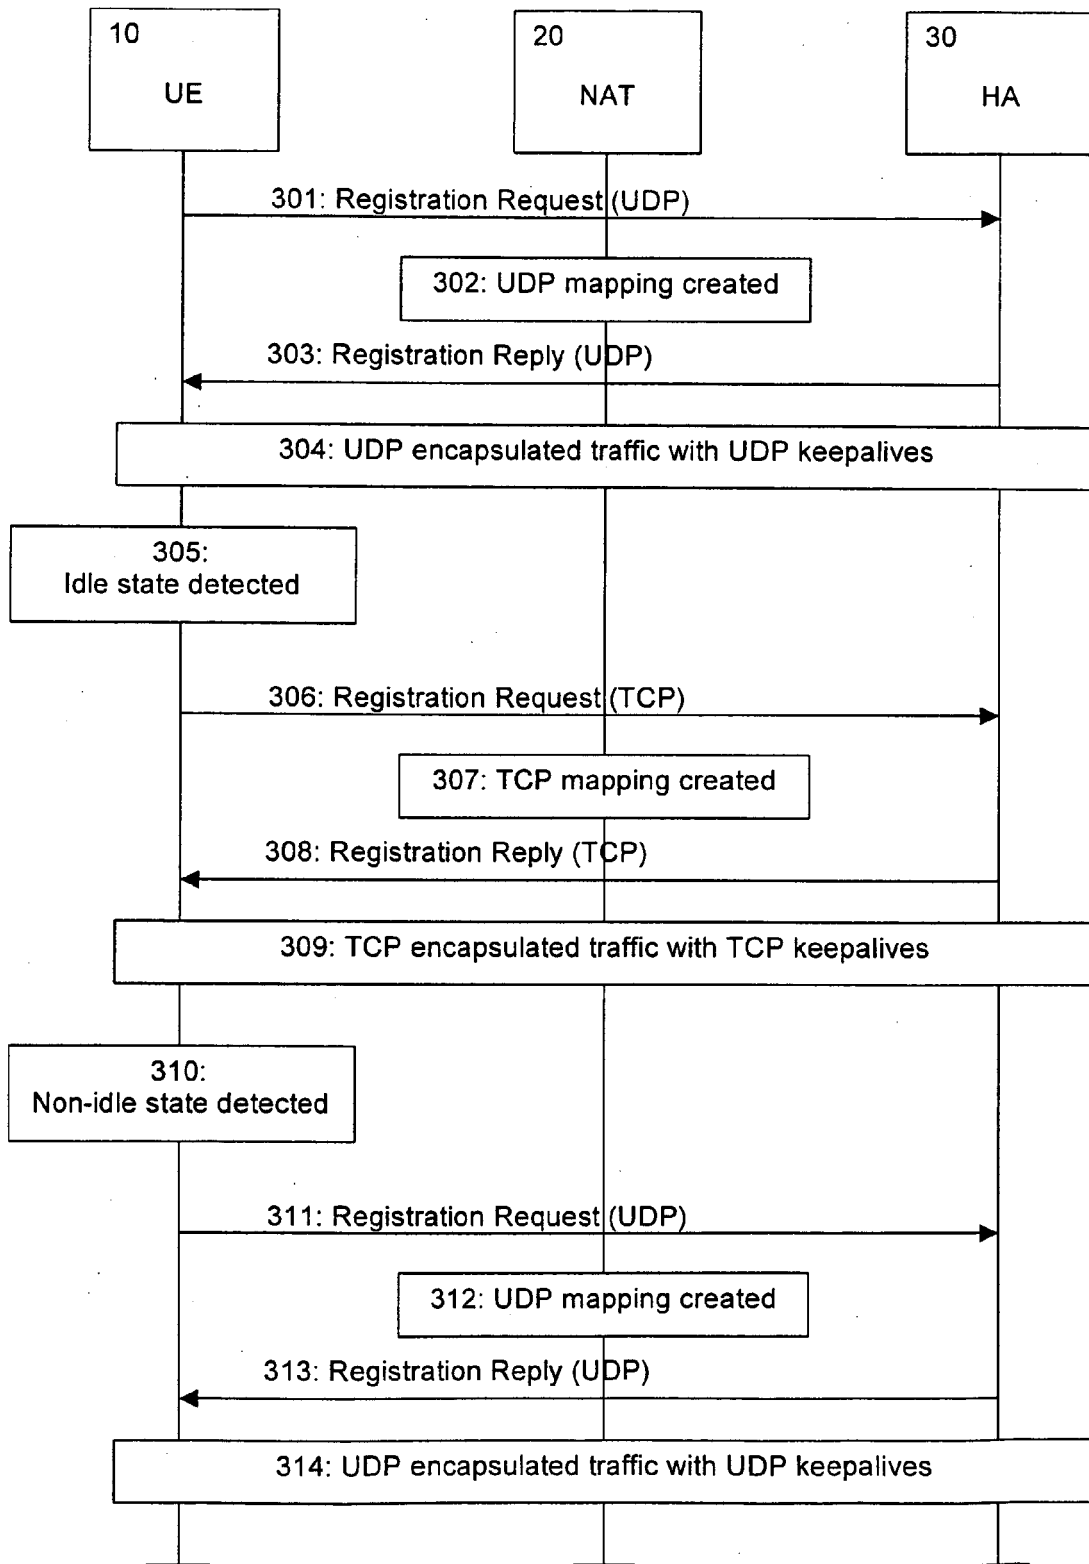 10
UE
20
NAT
30
HA
301: Registration Request (UDP)
302: UDP mapping created
303: Registration Reply (UDP)
304: UDP encapsulated traffic with UDP keepalives
305:
Idle state detected
306: Registration Request (TCP)
307: TCP mapping created
308: Registration Reply (TCP)
309: TCP encapsulated traffic with TCP keepalives
310:
Non-idle state detected
311: Registration Request (UDP)
312: UDP mapping created
313: Registration Reply (UDP)
314: UDP encapsulated traffic with UDP keepalives